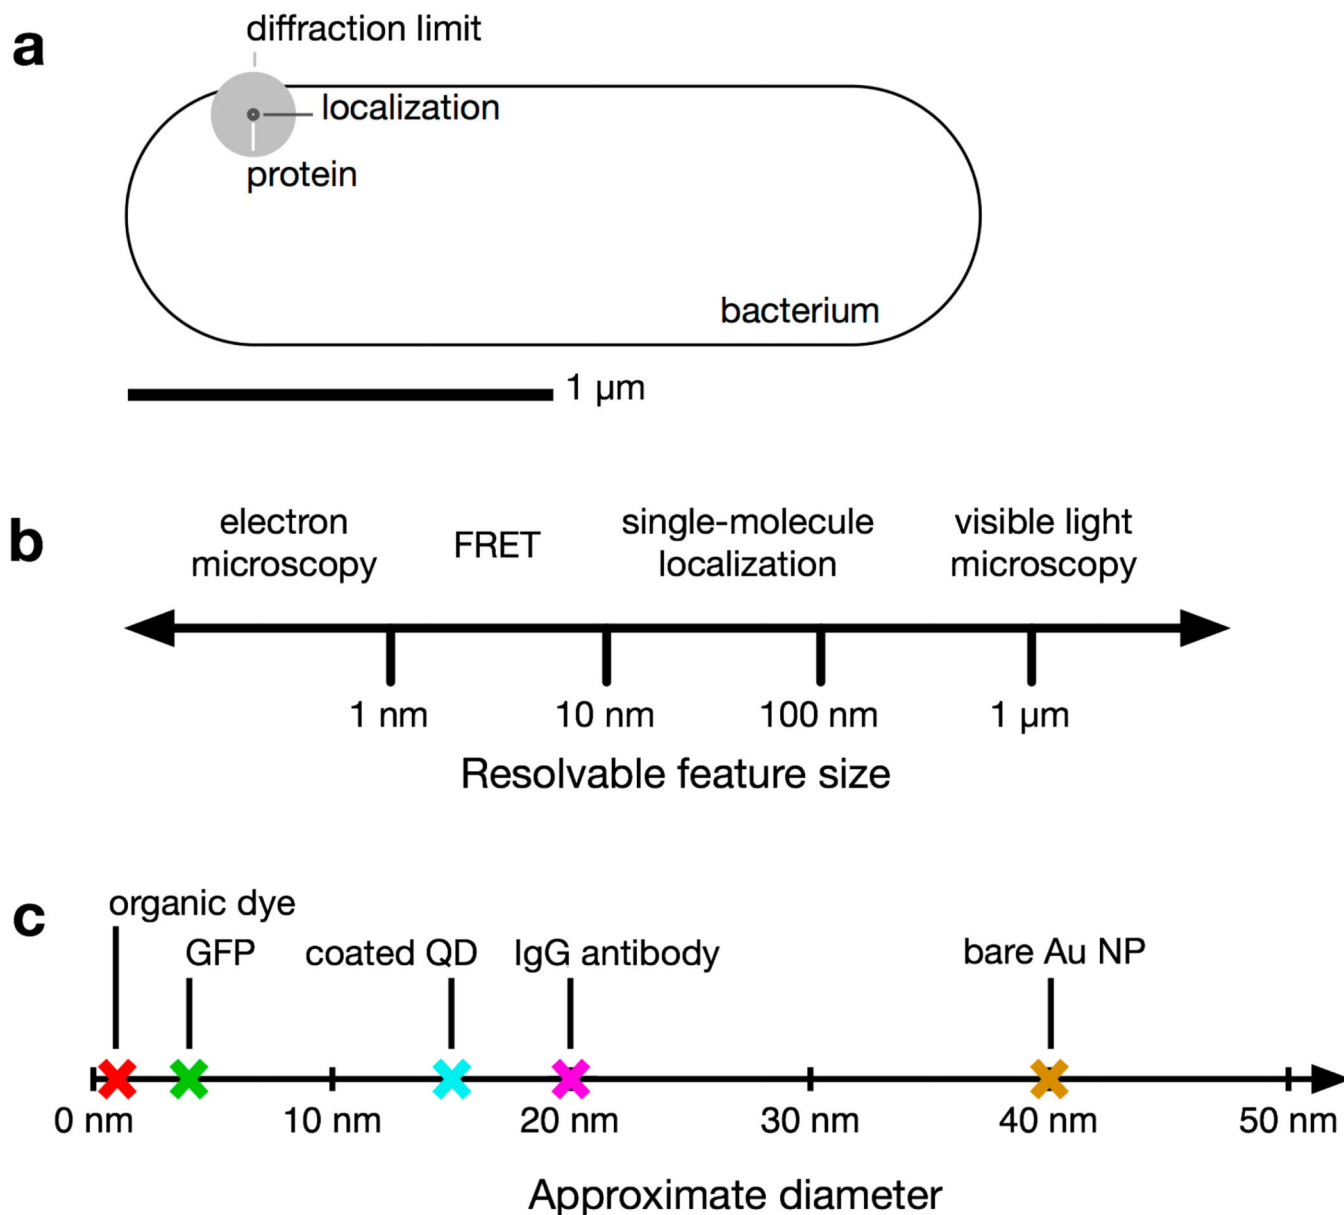 a
diffraction limit
localization
protein
bacterium
1 µm
b
electron
microscopy
FRET
single-molecule
localization
visible light
microscopy
1 nm
10 nm
100 nm
1 µm
Resolvable feature size
c
organic dye
GFP
coated QD
IgG antibody
bare Au NP
0 nm
10 nm
20 nm
30 nm
40 nm
50 nm
Approximate diameter